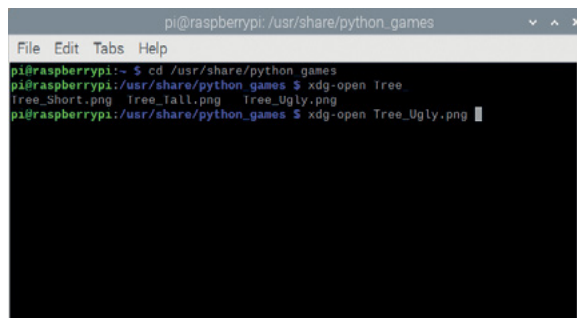 pi@raspberrypi: /usr/share/python_games
File Edit Tabs Help
pi@raspberrypi:~ $ cd /usr/share/python_games
pi@raspberrypi:/usr/share/python_games $ xdg-open Tree_
Tree_Short.png Tree_Tall.png Tree_Ugly.png
pi@raspberrypi:/usr/share/python_games $ xdg-open Tree_Ugly.png